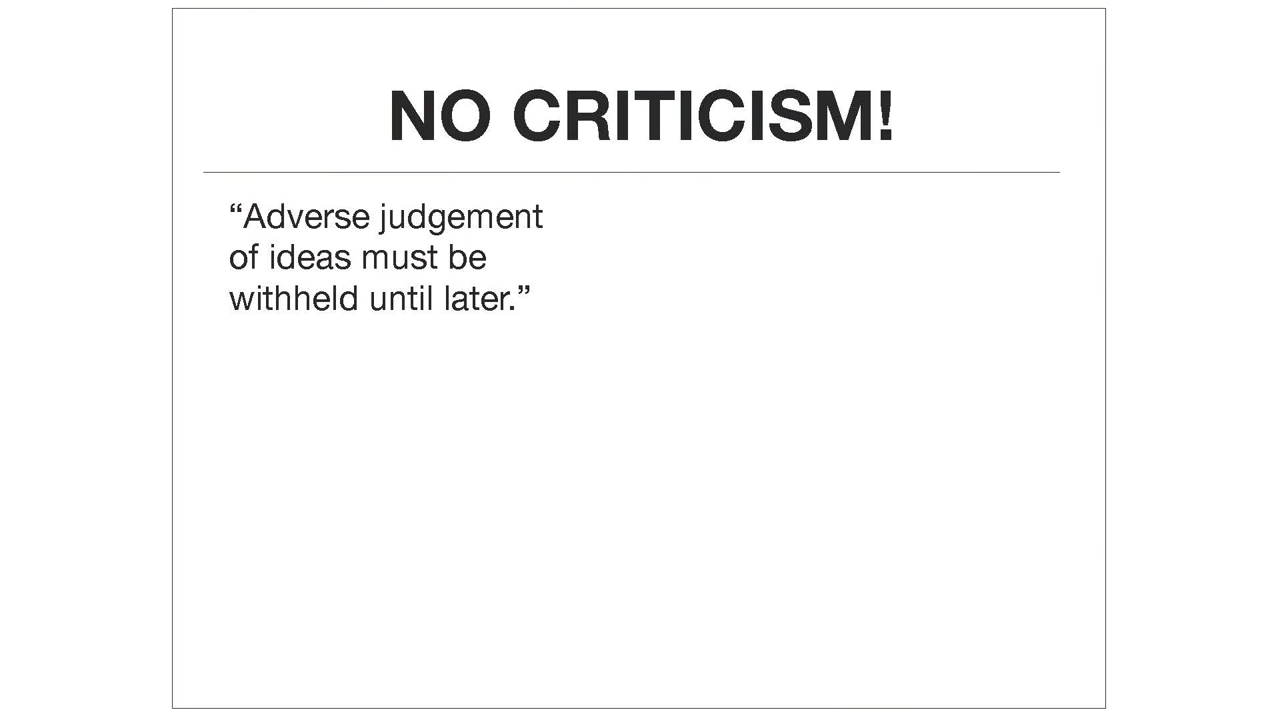 NO CRITICISM!
“Adverse judgement
of ideas must be
withheld until later.”